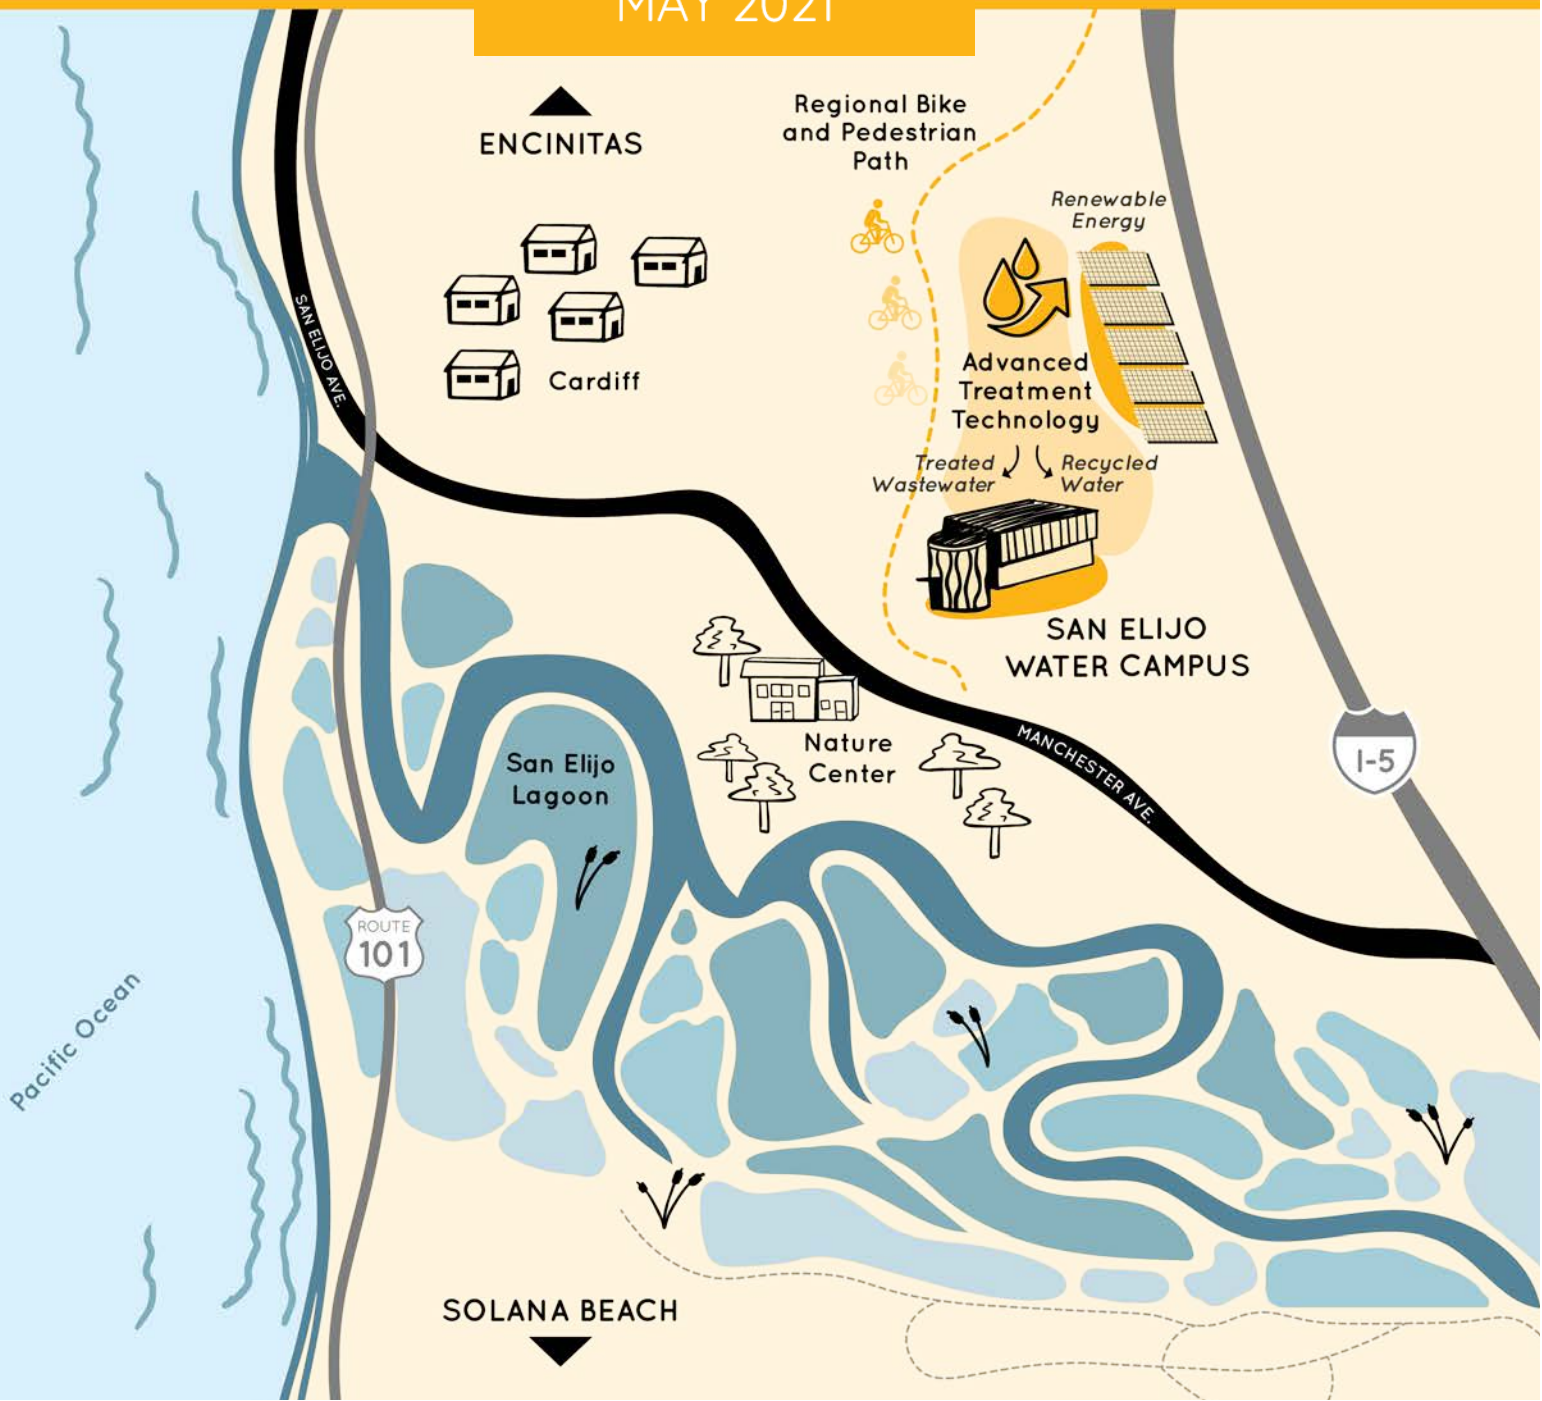 MAY 2021
ENCINITAS
Regional Bike
and Pedestrian
Path
Renewable
Energy
SAN ELIJO AVE.
Cardiff
Advanced
Treatment
Technology
Treated
Wastewater
Recycled
Water
SAN ELIJO
WATER CAMPUS
San Elijo
Lagoon
Nature
Center
MANCHESTER AVE.
I-5
ROUTE
101
Pacific Ocean
SOLANA BEACH